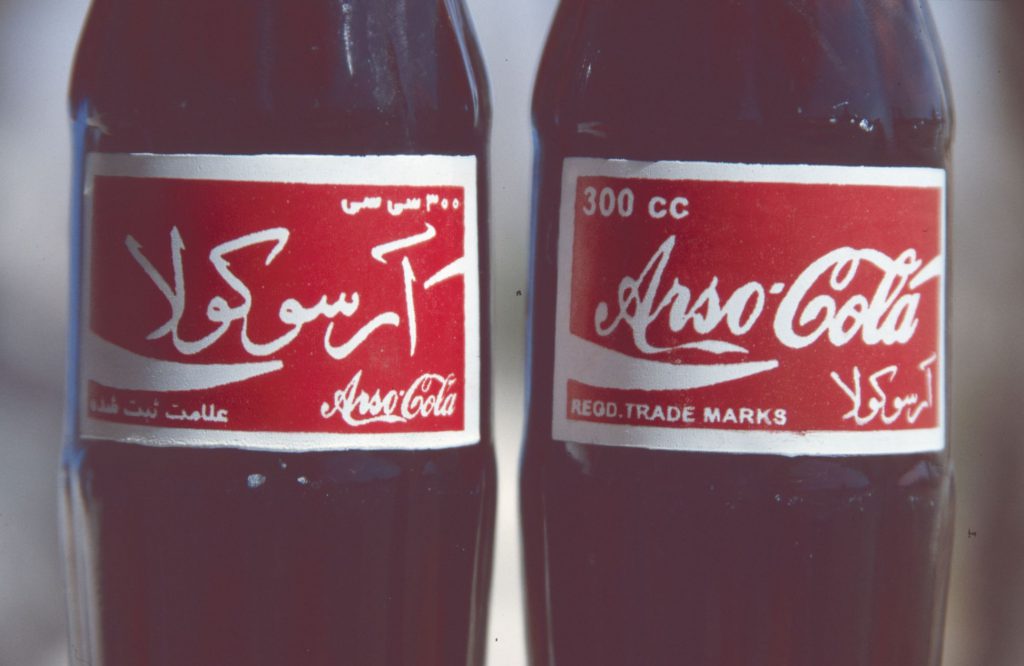 ۳۰۰ سی سی
آرسوکولا
Arso-Cola
علامت ثبت شده
300 cc
Arso-Cola
آرسوکولا
REGD. TRADE MARKS